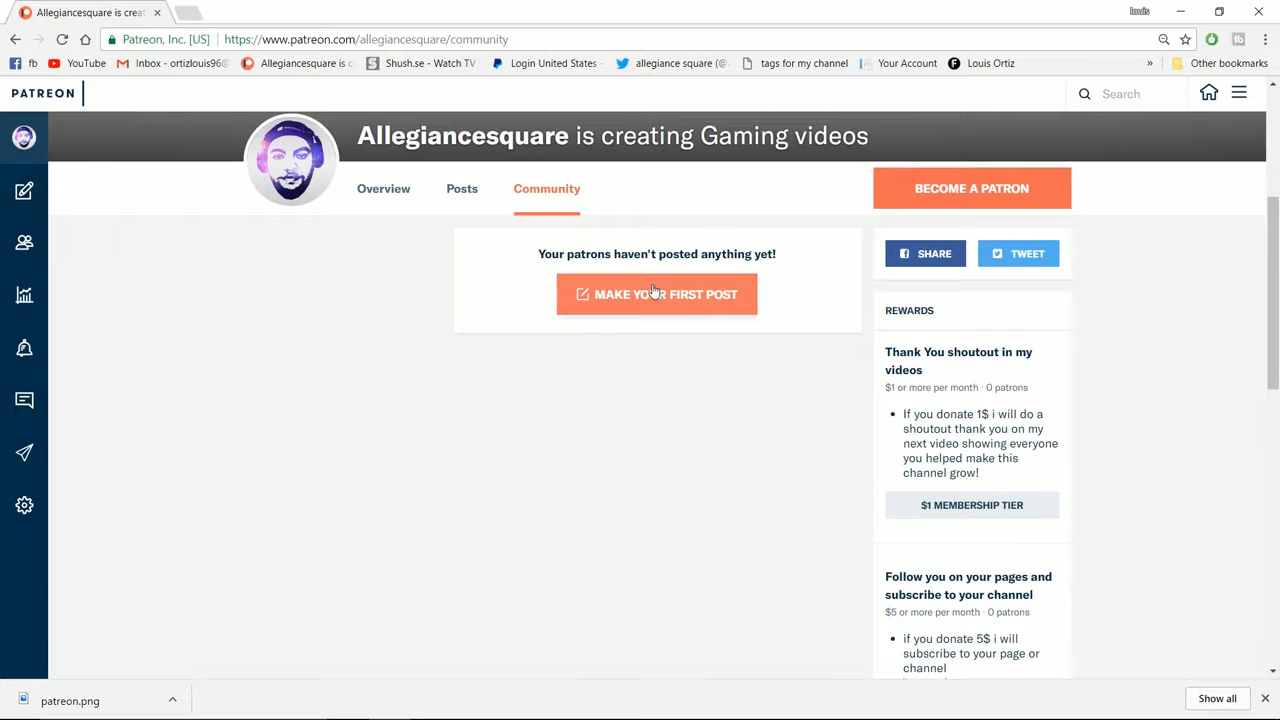 Allegiancesquare is creat
louis
Patreon, Inc. [US]
https://www.patreon.com/allegiancesquare/community
fb
YouTube
Inbox - ortizlouis96@
Allegiancesquare is c
Shush.se - Watch TV
Login United States
allegiance square (@
tags for my channel
Your Account
Louis Ortiz
»
Other bookmarks
PATREON
Search
Allegiancesquare is creating Gaming videos
Overview
Posts
Community
BECOME A PATRON
Your patrons haven't posted anything yet!
MAKE YOUR FIRST POST
SHARE
TWEET
REWARDS
Thank You shoutout in my
videos
$1 or more per month · 0 patrons
• If you donate 1$ i will do a
shoutout thank you on my
next video showing everyone
you helped make this
channel grow!
$1 MEMBERSHIP TIER
Follow you on your pages and
subscribe to your channel
$5 or more per month · 0 patrons
• if you donate 5$ i will
subscribe to your page or
channel
patreon.png
Show all